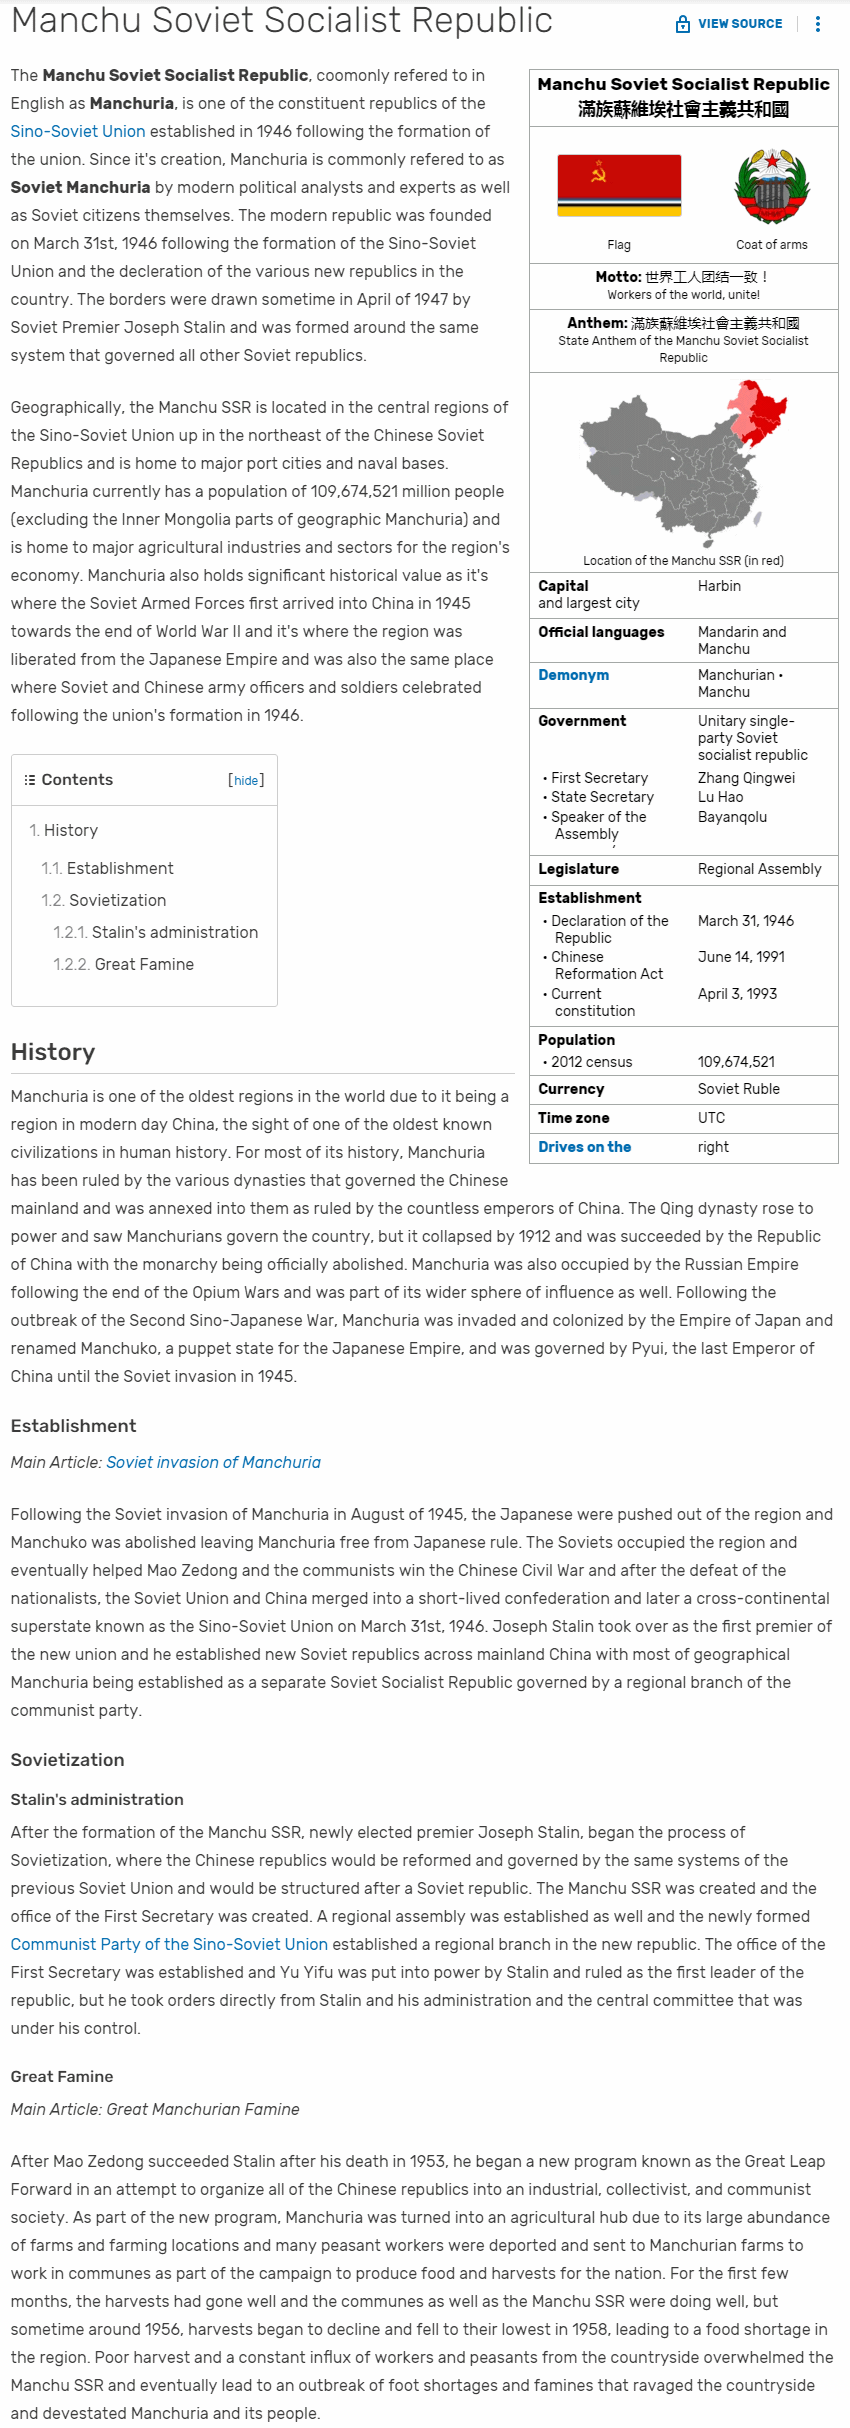 Manchu Soviet Socialist Republic
VIEW SOURCE
The Manchu Soviet Socialist Republic, coomonly refered to in
English as Manchuria, is one of the constituent republics of the
Sino-Soviet Union established in 1946 following the formation of
the union. Since it's creation, Manchuria is commonly refered to as
Soviet Manchuria by modern political analysts and experts as well
as Soviet citizens themselves. The modern republic was founded
on March 31st, 1946 following the formation of the Sino-Soviet
Union and the decleration of the various new republics in the
country. The borders were drawn sometime in April of 1947 by
Soviet Premier Joseph Stalin and was formed around the same
system that governed all other Soviet republics.
Geographically, the Manchu SSR is located in the central regions of
the Sino-Soviet Union up in the northeast of the Chinese Soviet
Republics and is home to major port cities and naval bases.
Manchuria currently has a population of 109,674,521 million people
(excluding the Inner Mongolia parts of geographic Manchuria) and
is home to major agricultural industries and sectors for the region's
economy. Manchuria also holds significant historical value as it's
where the Soviet Armed Forces first arrived into China in 1945
towards the end of World War II and it's where the region was
liberated from the Japanese Empire and was also the same place
where Soviet and Chinese army officers and soldiers celebrated
following the union's formation in 1946.
Manchu Soviet Socialist Republic
滿族蘇維埃社會主義共和國
Flag
Coat of arms
Motto: 世界工人团结一致！
Workers of the world, unite!
Anthem: 滿族蘇維埃社會主義共和國
State Anthem of the Manchu Soviet Socialist
Republic
Location of the Manchu SSR (in red)
Capital Harbin
and largest city
Official languages Mandarin and
Manchu
Demonym Manchurian •
Manchu
Government Unitary single-
party Soviet
socialist republic
• First Secretary Zhang Qingwei
• State Secretary Lu Hao
• Speaker of the Bayanqolu
Assembly
Legislature Regional Assembly
Establishment
• Declaration of the March 31, 1946
Republic
• Chinese June 14, 1991
Reformation Act
• Current April 3, 1993
constitution
Population
• 2012 census 109,674,521
Currency Soviet Ruble
Time zone UTC
Drives on the right
Contents [hide]
1. History
1.1. Establishment
1.2. Sovietization
1.2.1. Stalin's administration
1.2.2. Great Famine
History
Manchuria is one of the oldest regions in the world due to it being a
region in modern day China, the sight of one of the oldest known
civilizations in human history. For most of its history, Manchuria
has been ruled by the various dynasties that governed the Chinese
mainland and was annexed into them as ruled by the countless emperors of China. The Qing dynasty rose to
power and saw Manchurians govern the country, but it collapsed by 1912 and was succeeded by the Republic
of China with the monarchy being officially abolished. Manchuria was also occupied by the Russian Empire
following the end of the Opium Wars and was part of its wider sphere of influence as well. Following the
outbreak of the Second Sino-Japanese War, Manchuria was invaded and colonized by the Empire of Japan and
renamed Manchuko, a puppet state for the Japanese Empire, and was governed by Pyui, the last Emperor of
China until the Soviet invasion in 1945.
Establishment
Main Article: Soviet invasion of Manchuria
Following the Soviet invasion of Manchuria in August of 1945, the Japanese were pushed out of the region and
Manchuko was abolished leaving Manchuria free from Japanese rule. The Soviets occupied the region and
eventually helped Mao Zedong and the communists win the Chinese Civil War and after the defeat of the
nationalists, the Soviet Union and China merged into a short-lived confederation and later a cross-continental
superstate known as the Sino-Soviet Union on March 31st, 1946. Joseph Stalin took over as the first premier of
the new union and he established new Soviet republics across mainland China with most of geographical
Manchuria being established as a separate Soviet Socialist Republic governed by a regional branch of the
communist party.
Sovietization
Stalin's administration
After the formation of the Manchu SSR, newly elected premier Joseph Stalin, began the process of
Sovietization, where the Chinese republics would be reformed and governed by the same systems of the
previous Soviet Union and would be structured after a Soviet republic. The Manchu SSR was created and the
office of the First Secretary was created. A regional assembly was established as well and the newly formed
Communist Party of the Sino-Soviet Union established a regional branch in the new republic. The office of the
First Secretary was established and Yu Yifu was put into power by Stalin and ruled as the first leader of the
republic, but he took orders directly from Stalin and his administration and the central committee that was
under his control.
Great Famine
Main Article: Great Manchurian Famine
After Mao Zedong succeeded Stalin after his death in 1953, he began a new program known as the Great Leap
Forward in an attempt to organize all of the Chinese republics into an industrial, collectivist, and communist
society. As part of the new program, Manchuria was turned into an agricultural hub due to its large abundance
of farms and farming locations and many peasant workers were deported and sent to Manchurian farms to
work in communes as part of the campaign to produce food and harvests for the nation. For the first few
months, the harvests had gone well and the communes as well as the Manchu SSR were doing well, but
sometime around 1956, harvests began to decline and fell to their lowest in 1958, leading to a food shortage in
the region. Poor harvest and a constant influx of workers and peasants from the countryside overwhelmed the
Manchu SSR and eventually lead to an outbreak of foot shortages and famines that ravaged the countryside
and devestated Manchuria and its people.